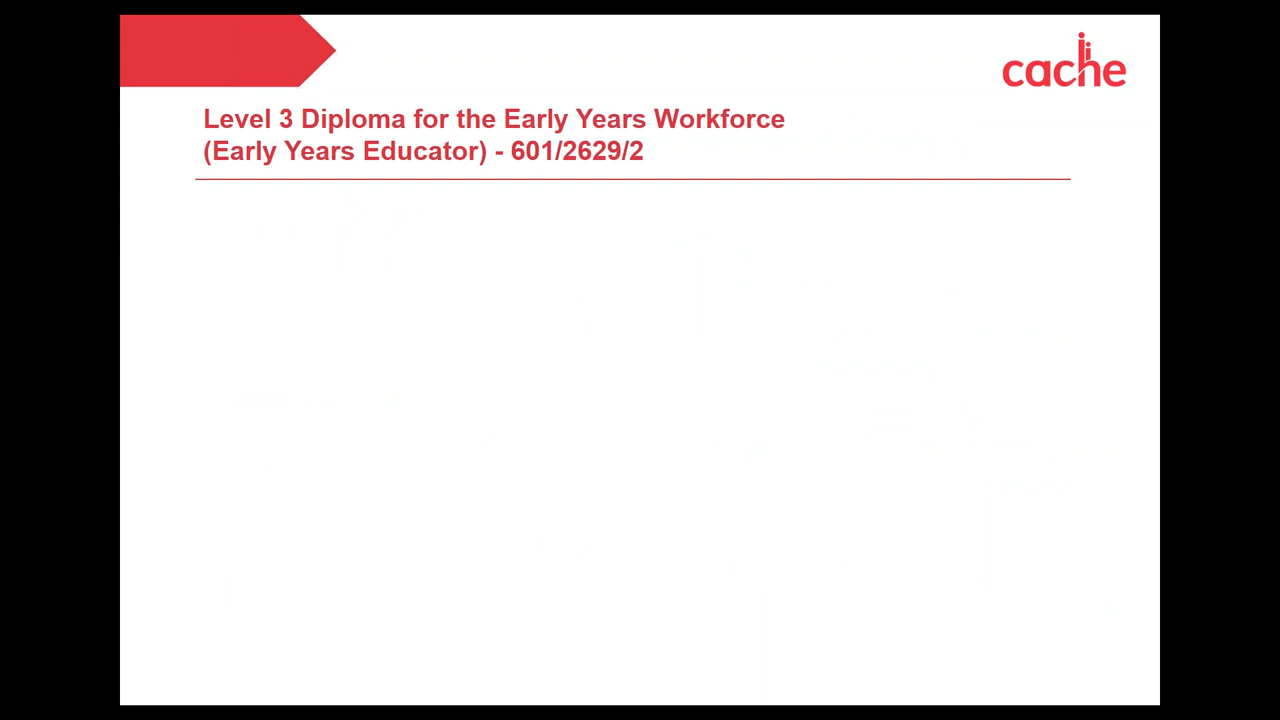 cache
Level 3 Diploma for the Early Years Workforce
(Early Years Educator) - 601/2629/2